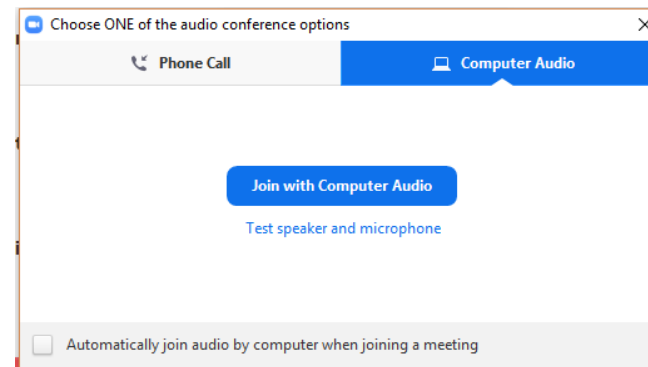 Choose ONE of the audio conference options
Phone Call
Computer Audio
Join with Computer Audio
Test speaker and microphone
Automatically join audio by computer when joining a meeting